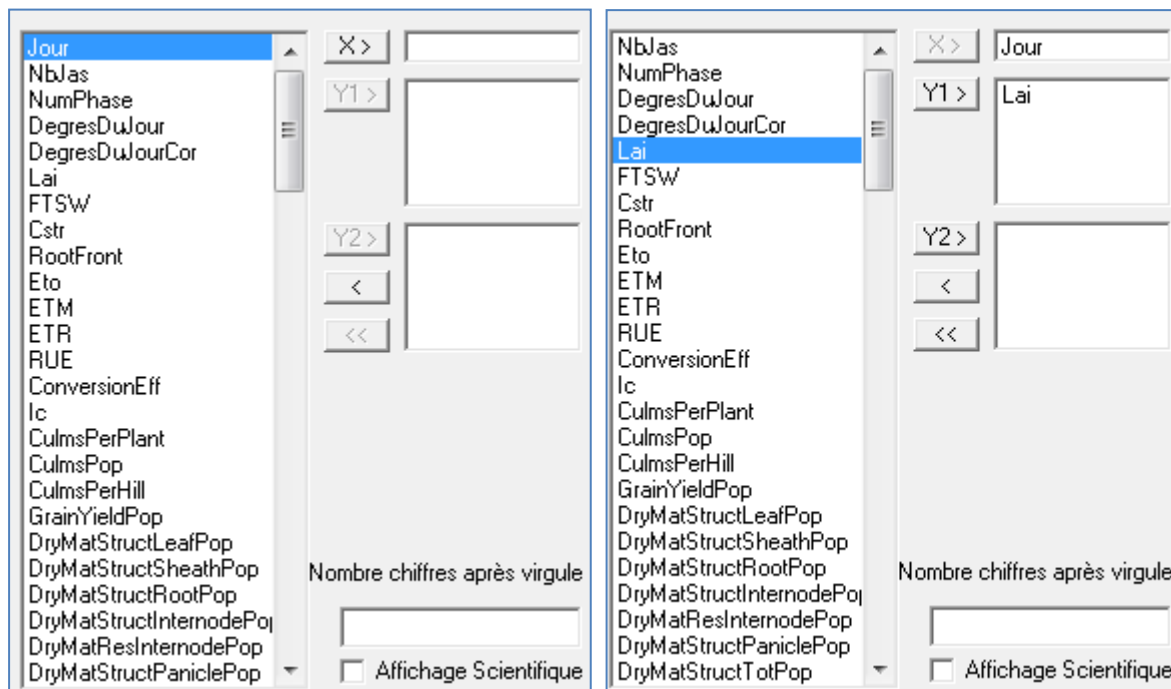 Jour
NbJas
NumPhase
DegresDuJour
DegresDuJourCor
Lai
FTSW
Cstr
RootFront
Eto
ETM
ETR
RUE
ConversionEff
Ic
CulmsPerPlant
CulmsPop
CulmsPerHill
GrainYieldPop
DryMatStructLeafPop
DryMatStructSheathPop
DryMatStructRootPop
DryMatStructInternodePop
DryMatResInternodePop
DryMatStructPaniclePop
X >
Y1 >
Y2 >
<
<<
Nombre chiffres après virgule
Affichage Scientifique
NbJas
NumPhase
DegresDuJour
DegresDuJourCor
Lai
FTSW
Cstr
RootFront
Eto
ETM
ETR
RUE
ConversionEff
Ic
CulmsPerPlant
CulmsPop
CulmsPerHill
GrainYieldPop
DryMatStructLeafPop
DryMatStructSheathPop
DryMatStructRootPop
DryMatStructInternodePop
DryMatResInternodePop
DryMatStructPaniclePop
DryMatStructTotPop
X > Jour
Y1 > Lai
Y2 >
<
<<
Nombre chiffres après virgule
Affichage Scientifique